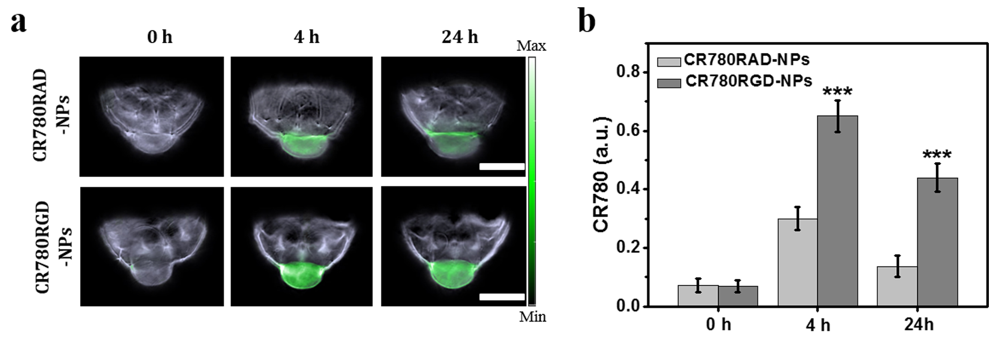 a
0 h
4 h
24 h
Max
CR780RAD
-NPs
CR780RGD
-NPs
Min
b
CR780RAD-NPs
CR780RGD-NPs
***
***
CR780 (a.u.)
0.8
0.6
0.4
0.2
0.0
0 h
4 h
24h